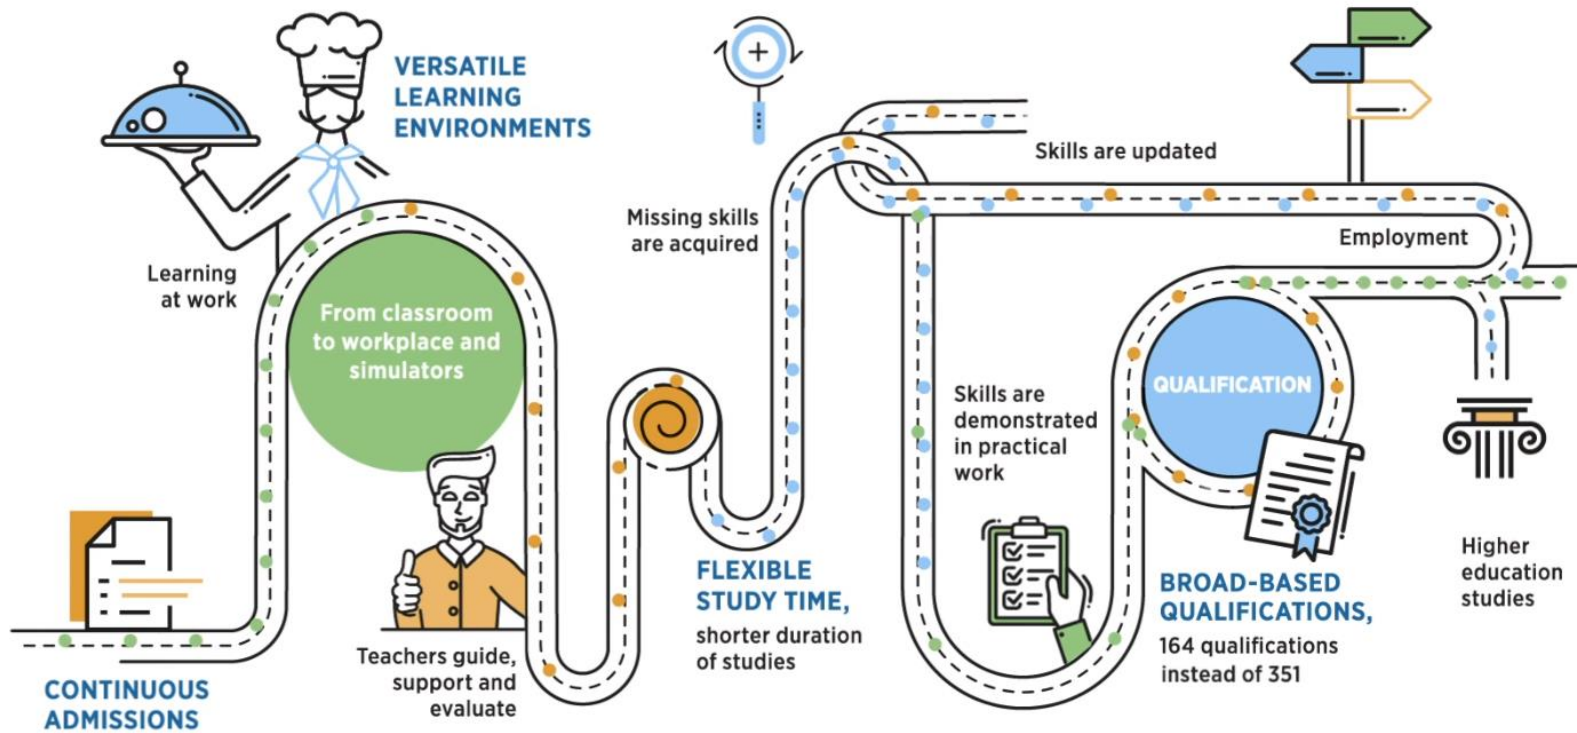 VERSATILE
LEARNING
ENVIRONMENTS
Learning
at work
From classroom
to workplace and
simulators
CONTINUOUS
ADMISSIONS
Teachers guide,
support and
evaluate
Missing skills
are acquired
FLEXIBLE
STUDY TIME,
shorter duration
of studies
Skills are updated
Employment
Skills are
demonstrated
in practical
work
QUALIFICATION
BROAD-BASED
QUALIFICATIONS,
164 qualifications
instead of 351
Higher
education
studies